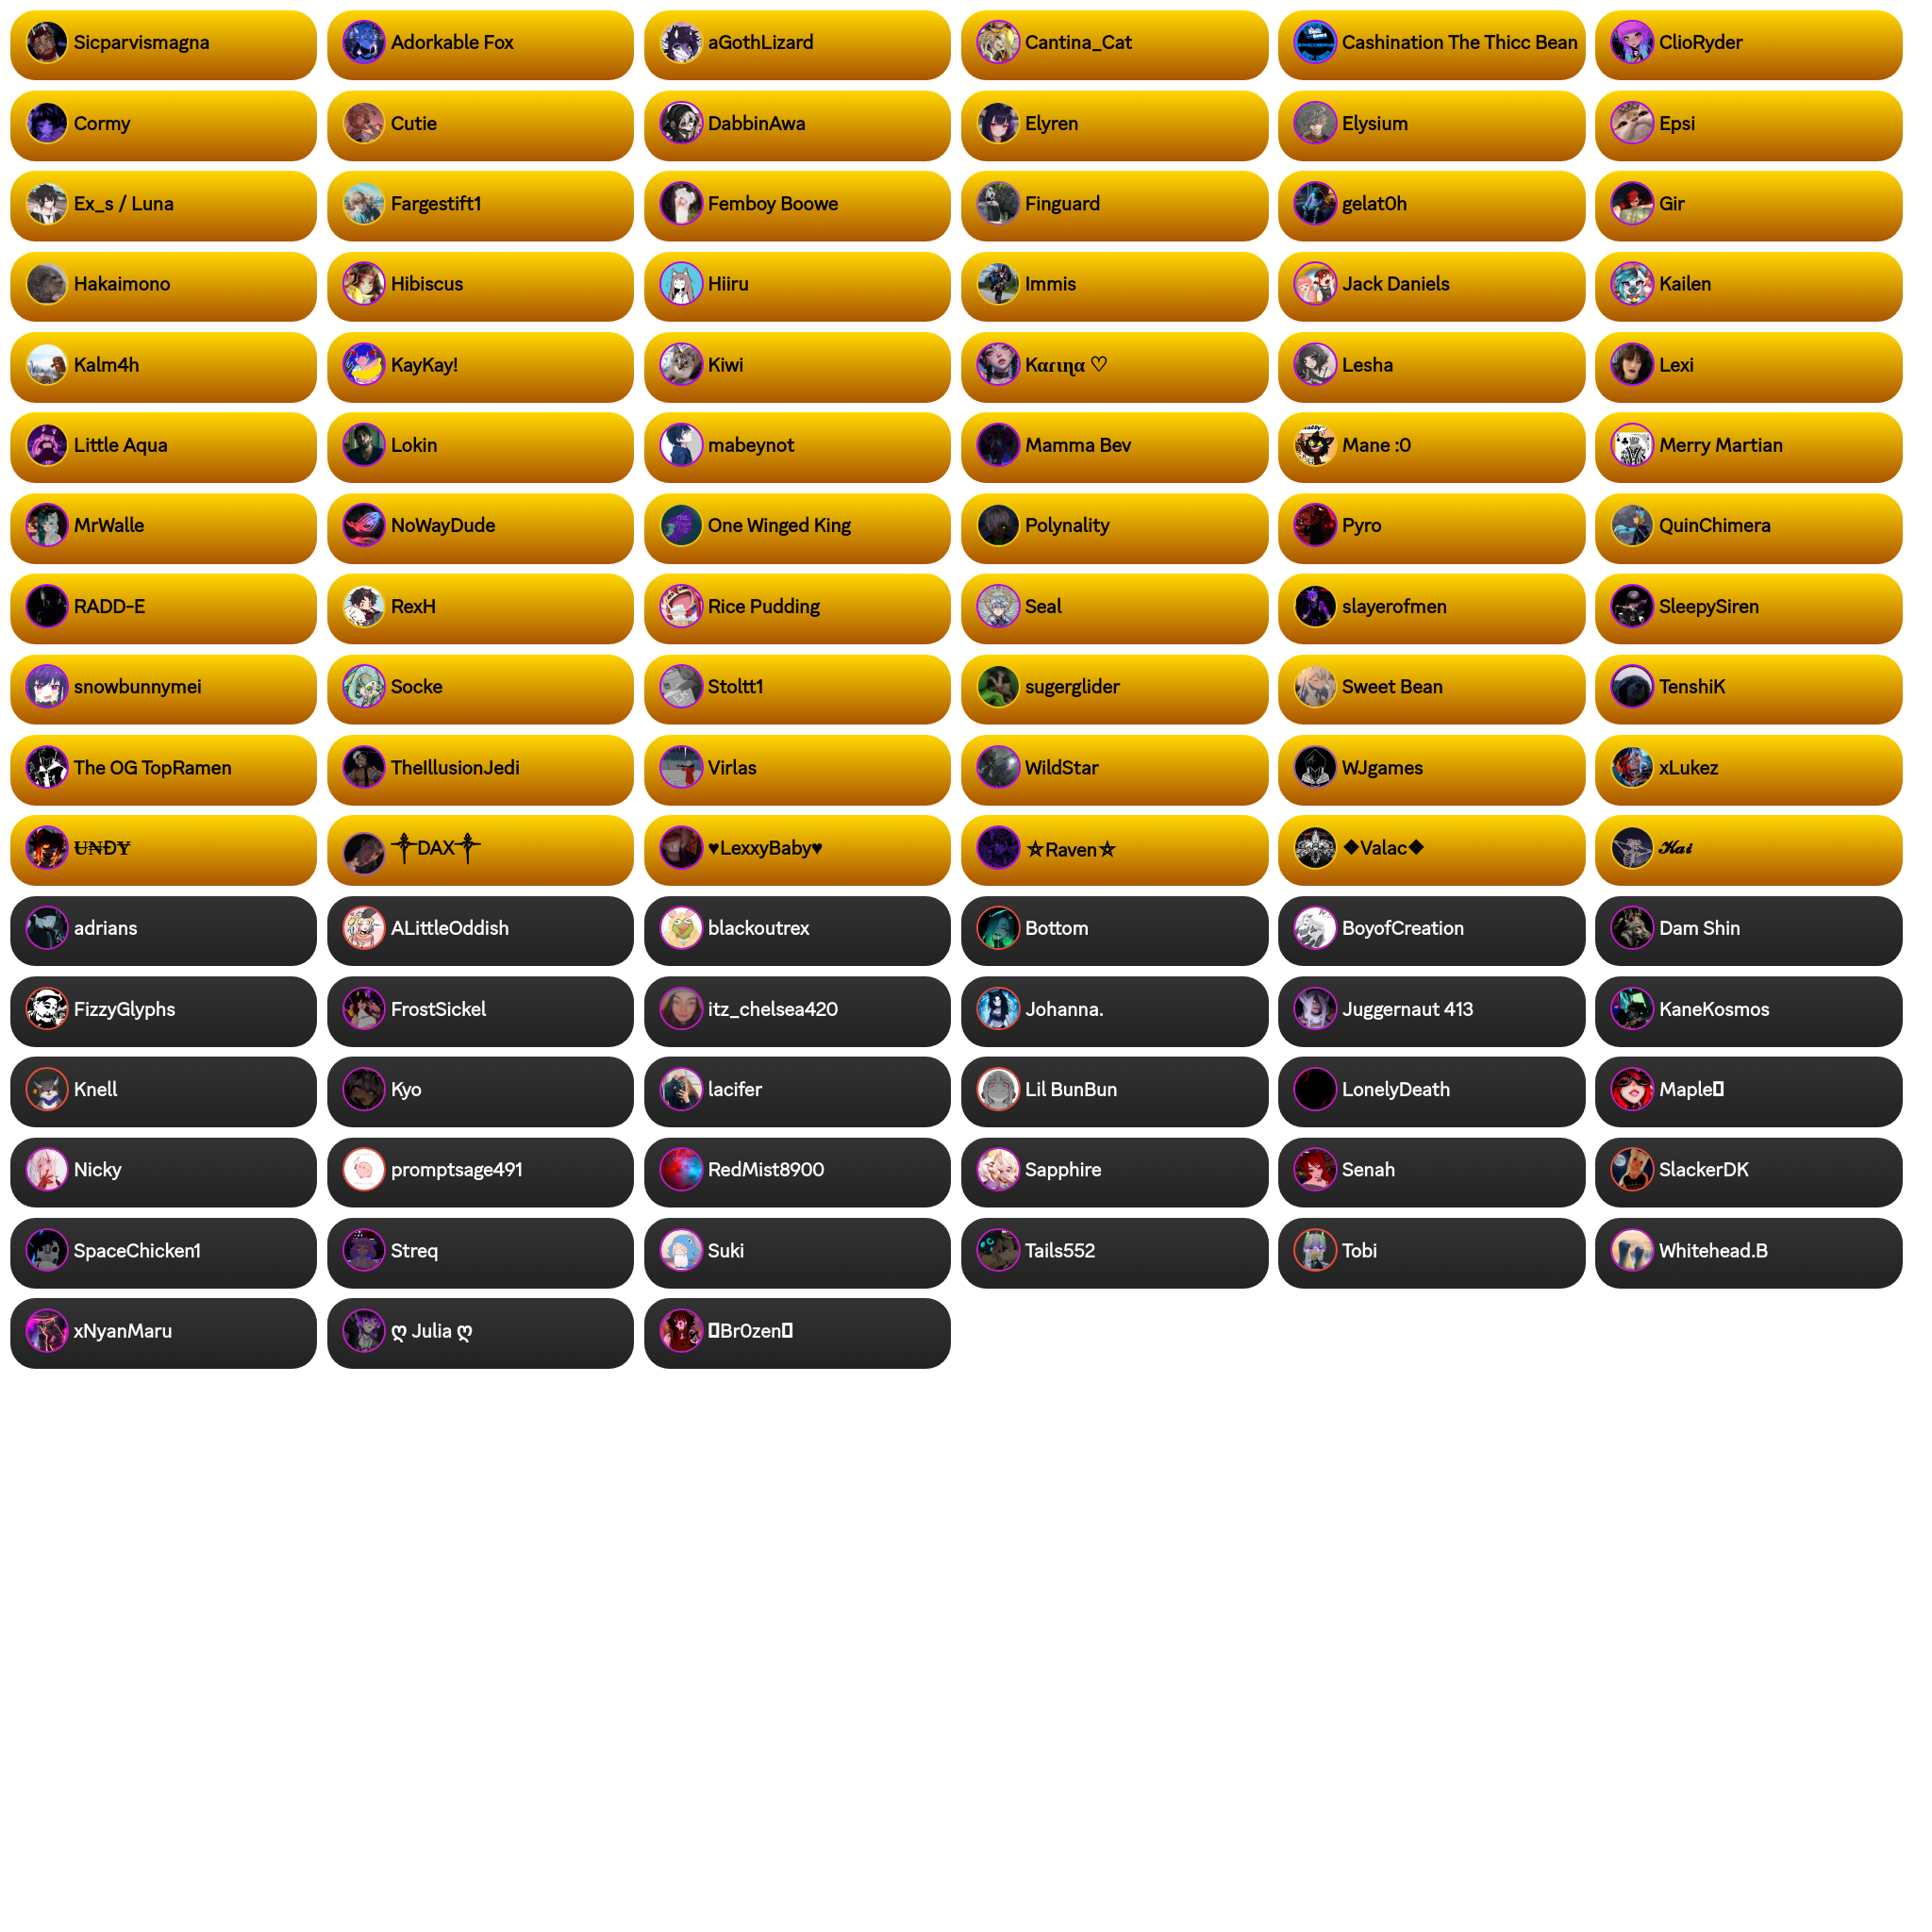 Sicparvismagna
Adorkable Fox
aGothLizard
Cantina_Cat
Cashination The Thicc Bean
ClioRyder
Cormy
Cutie
DabbinAwa
Elyren
Elysium
Epsi
Ex_s / Luna
Fargestift1
Femboy Boowe
Finguard
gelat0h
Gir
Hakaimono
Hibiscus
Hiiru
Immis
Jack Daniels
Kailen
Kalm4h
KayKay!
Kiwi
Kαɾιɳα ♡
Lesha
Lexi
Little Aqua
Lokin
mabeynot
Mamma Bev
Mane :0
Merry Martian
MrWalle
NoWayDude
One Winged King
Polynality
Pyro
QuinChimera
RADD-E
RexH
Rice Pudding
Seal
slayerofmen
SleepySiren
snowbunnymei
Socke
Stoltt1
sugerglider
Sweet Bean
TenshiK
The OG TopRamen
TheIllusionJedi
Virlas
WildStar
WJgames
xLukez
U̶N̶D̶Y̶
⸸DAX⸸
♥LexxyBaby♥
⛤Raven⛤
❖Valac❖
𝓚𝓪𝓲
adrians
ALittleOddish
blackoutrex
Bottom
BoyofCreation
Dam Shin
FizzyGlyphs
FrostSickel
itz_chelsea420
Johanna.
Juggernaut 413
KaneKosmos
Knell
Kyo
lacifer
Lil BunBun
LonelyDeath
Maple
Nicky
promptsage491
RedMist8900
Sapphire
Senah
SlackerDK
SpaceChicken1
Streq
Suki
Tails552
Tobi
Whitehead.B
xNyanMaru
ღ Julia ღ
Br0zen